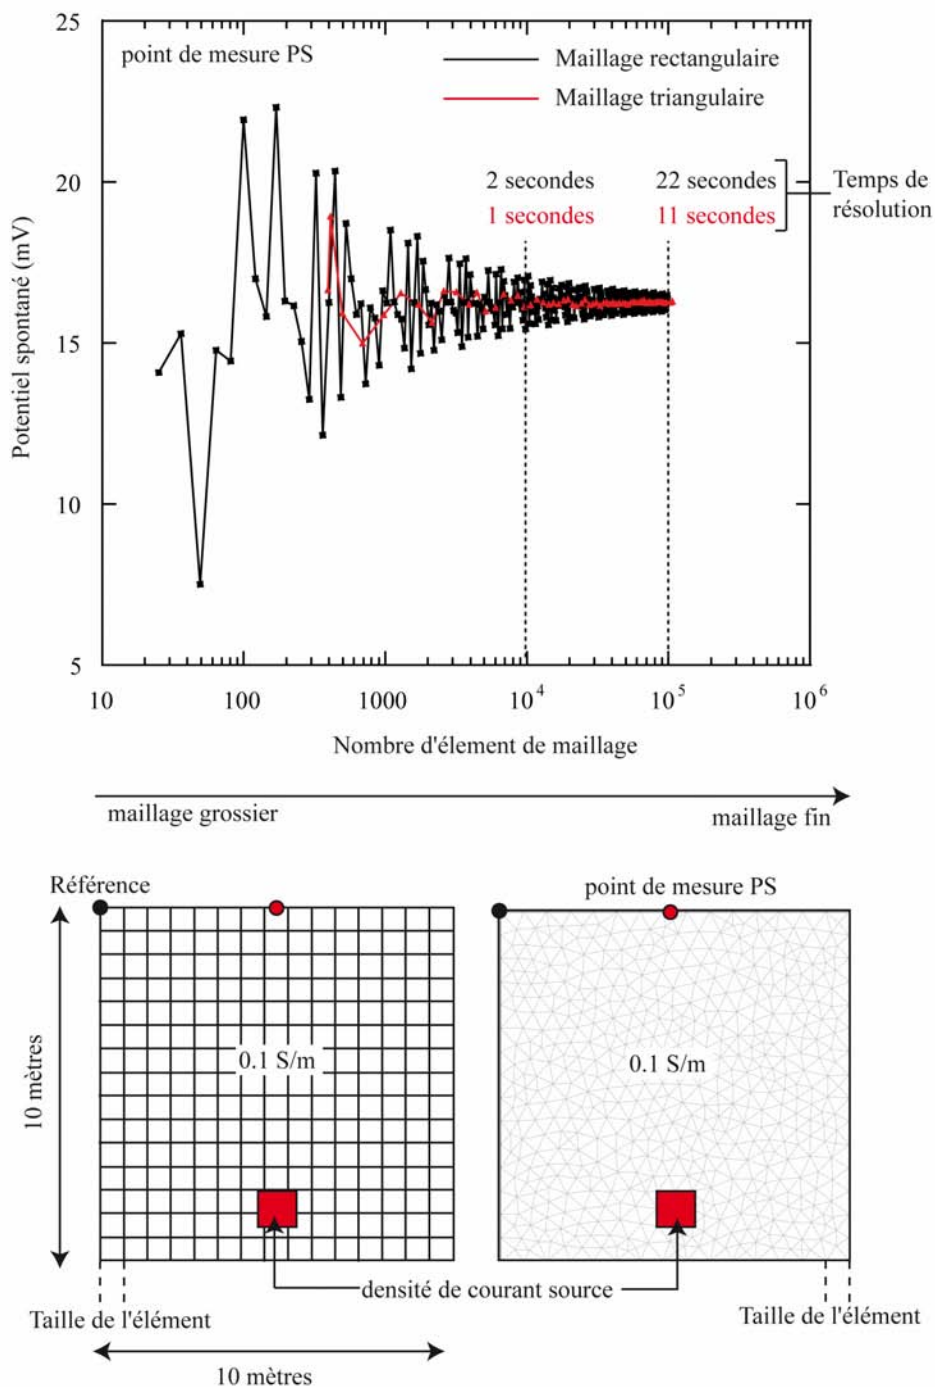 25
point de mesure PS
Maillage rectangulaire
Maillage triangulaire
20
2 secondes
22 secondes
1 secondes
11 secondes
Temps de
résolution
Potentiel spontané (mV)
15
10
5
10
100
1000
10^4
10^5
10^6
Nombre d'élement de maillage
maillage grossier
maillage fin
Référence
point de mesure PS
10 mètres
0.1 S/m
0.1 S/m
densité de courant source
Taille de l'élément
Taille de l'élément
10 mètres